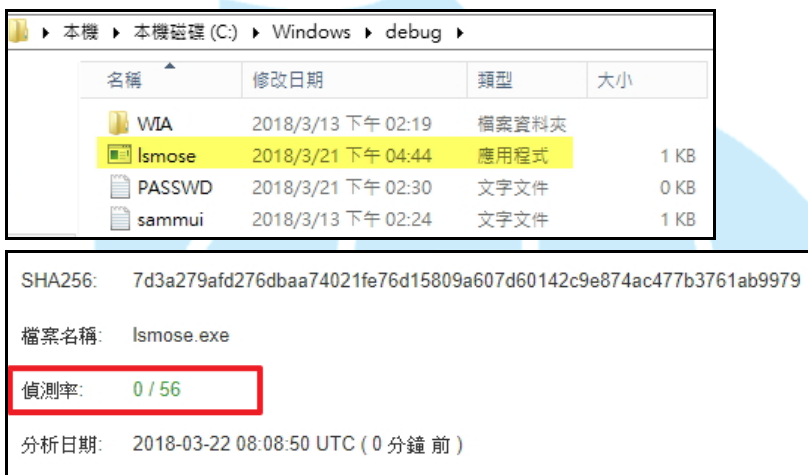 本機 ▸ 本機磁碟 (C:) ▸ Windows ▸ debug ▸
名稱 修改日期 類型 大小
WIA 2018/3/13 下午 02:19 檔案資料夾
lsmose 2018/3/21 下午 04:44 應用程式 1 KB
PASSWD 2018/3/21 下午 02:30 文字文件 0 KB
sammui 2018/3/13 下午 02:24 文字文件 1 KB
SHA256: 7d3a279afd276dbaa74021fe76d15809a607d60142c9e874ac477b3761ab9979
檔案名稱: lsmose.exe
偵測率: 0 / 56
分析日期: 2018-03-22 08:08:50 UTC ( 0 分鐘 前 )